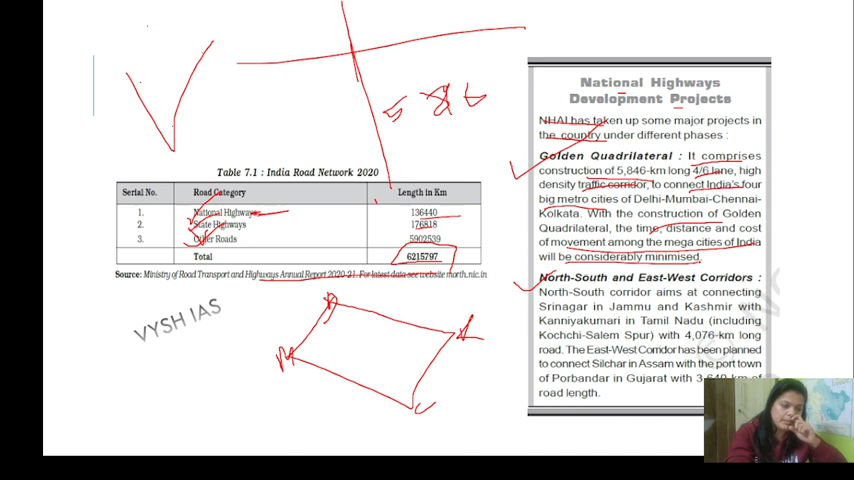 5846
Table 7.1 : India Road Network 2020
Serial No. Road Category Length in Km
1. National Highways 136440
2. State Highways 176818
3. Other Roads 5902539
Total 6215797
Source: Ministry of Road Transport and Highways Annual Report 2020-21. For latest data see website morth.nic.in
VYSH IAS
D
K
M
C
National Highways
Development Projects
NHAI has taken up some major projects in
the country under different phases :
Golden Quadrilateral : It comprises
construction of 5,846-km long 4/6 lane, high
density traffic corridor, to connect India's four
big metro cities of Delhi-Mumbai-Chennai-
Kolkata. With the construction of Golden
Quadrilateral, the time, distance and cost
of movement among the mega cities of India
will be considerably minimised.
North-South and East-West Corridors :
North-South corridor aims at connecting
Srinagar in Jammu and Kashmir with
Kanniyakumari in Tamil Nadu (including
Kochchi-Salem Spur) with 4,076-km long
road. The East-West Corridor has been planned
to connect Silchar in Assam with the port town
of Porbandar in Gujarat with 3,640-km of
road length.